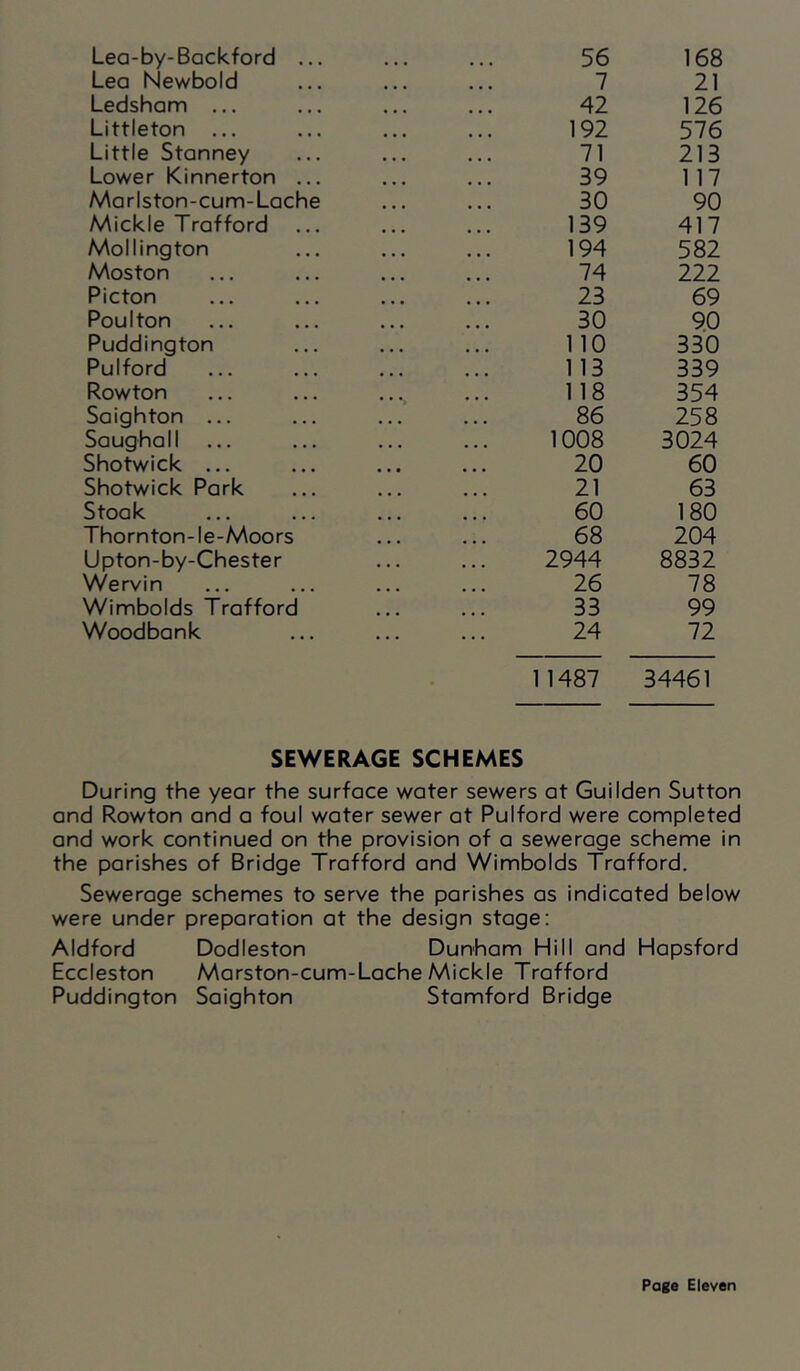 Lea-by-Backford ... ... ... 56 168
Lea Newbold ... ... ... 7 21
Ledsham ... ... ... ... 42 126
Littleton ... ... ... ... 192 576
Little Stanney ... ... ... 71 213
Lower Kinnerton ... ... ... 39 117
Marlston-cum-Lache ... ... 30 90
Mickle Trafford ... ... ... 139 417
Mollington ... ... ... 194 582
Moston ... ... ... ... 74 222
Picton ... ... ... ... 23 69
Poulton ... ... ... ... 30 90
Puddington ... ... ... 110 330
Pulford ... ... ... ... 113 339
Rowton ... ... ... ... 118 354
Saighton ... ... ... ... 86 258
Saughall ... ... ... ... 1008 3024
Shotwick ... ... ... ... 20 60
Shotwick Park ... ... ... 21 63
Stoak ... ... ... ... 60 180
Thornton-le-Moors ... ... 68 204
Upton-by-Chester ... ... 2944 8832
Wervin ... ... ... ... 26 78
Wimbolds Trafford ... ... 33 99
Woodbank ... ... ... 24 72
11487 34461
SEWERAGE SCHEMES
During the year the surface water sewers at Guilden Sutton
and Rowton and a foul water sewer at Pulford were completed
and work continued on the provision of a sewerage scheme in
the parishes of Bridge Trafford and Wimbolds Trafford.
Sewerage schemes to serve the parishes as indicated below
were under preparation at the design stage:
Aldford Dodleston Dunham Hill and Hapsford
Eccleston Marston-cum-Lache Mickle Trafford
Puddington Saighton Stamford Bridge
Page Eleven